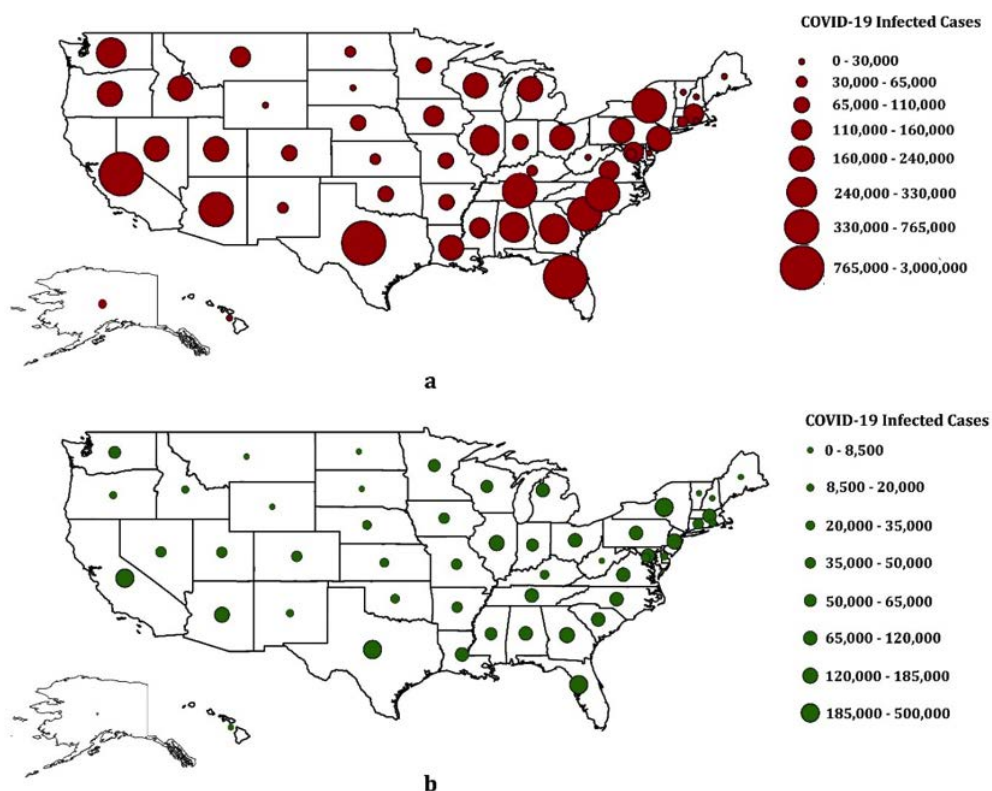 COVID-19 Infected Cases
0 - 30,000
30,000 - 65,000
65,000 - 110,000
110,000 - 160,000
160,000 - 240,000
240,000 - 330,000
330,000 - 765,000
765,000 - 3,000,000
a
COVID-19 Infected Cases
0 - 8,500
8,500 - 20,000
20,000 - 35,000
35,000 - 50,000
50,000 - 65,000
65,000 - 120,000
120,000 - 185,000
185,000 - 500,000
b